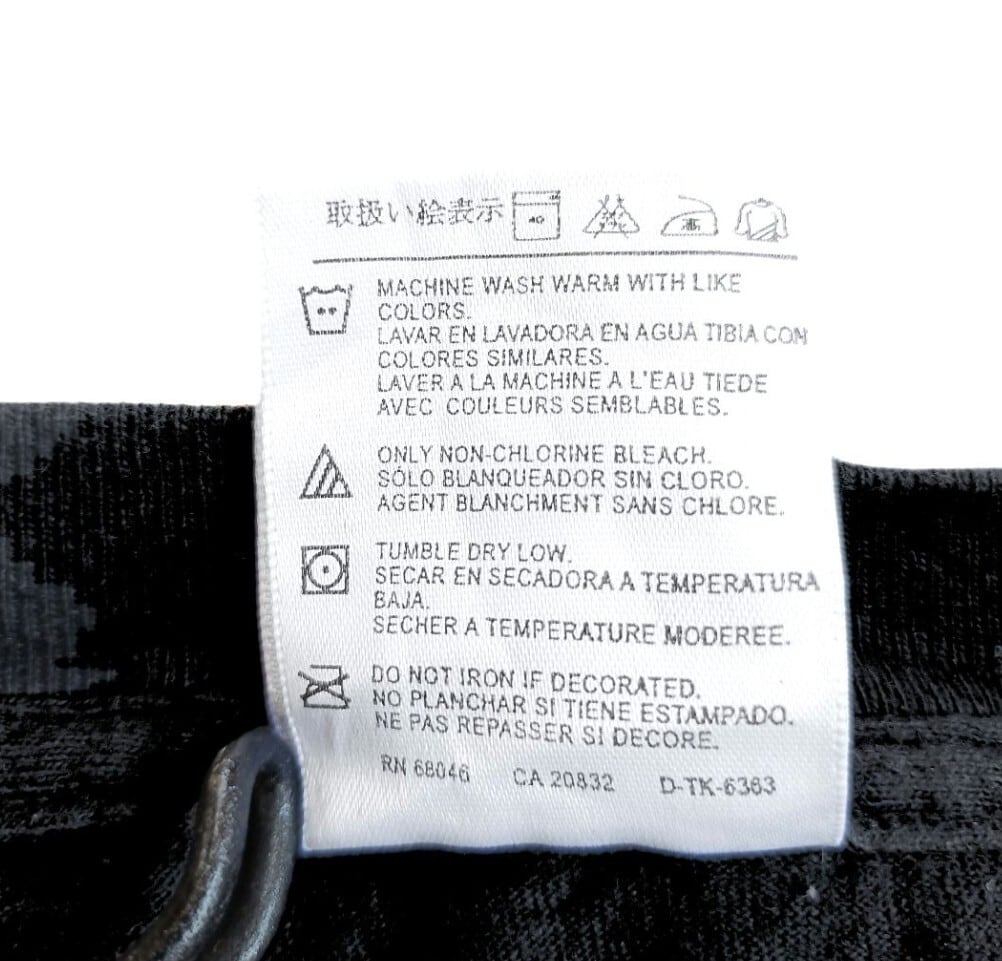 取扱い絵表示 40
MACHINE WASH WARM WITH LIKE
COLORS.
LAVAR EN LAVADORA EN AGUA TIBIA CON
COLORES SIMILARES.
LAVER A LA MACHINE A L'EAU TIEDE
AVEC COULEURS SEMBLABLES.
ONLY NON-CHLORINE BLEACH.
SÓLO BLANQUEADOR SIN CLORO.
AGENT BLANCHMENT SANS CHLORE.
TUMBLE DRY LOW.
SECAR EN SECADORA A TEMPERATURA
BAJA.
SECHER A TEMPERATURE MODEREE.
DO NOT IRON IF DECORATED.
NO PLANCHAR SI TIENE ESTAMPADO.
NE PAS REPASSER SI DECORE.
RN 68046 CA 20832 D-TK-6363